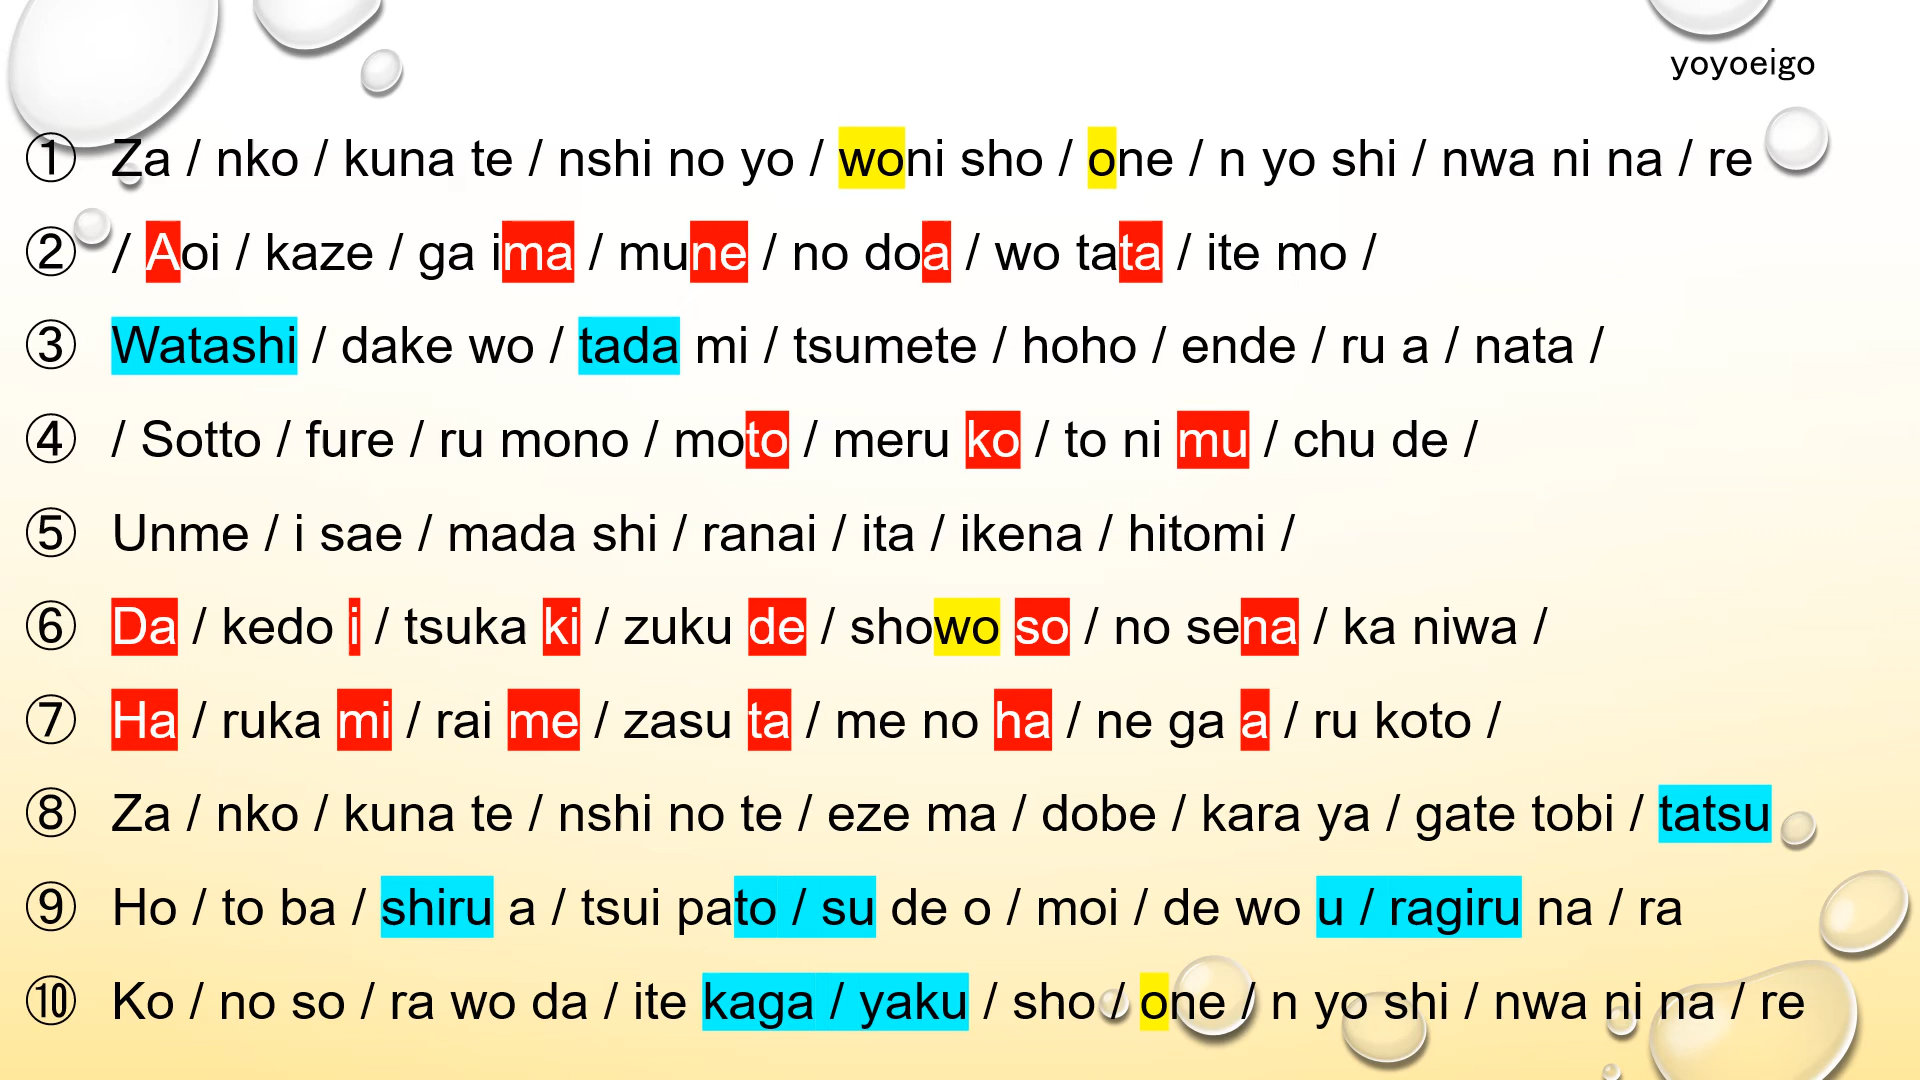 yoyoeigo
① Za / nko / kuna te / nshi no yo / woni sho / one / n yo shi / nwa ni na / re
② / Aoi / kaze / ga ima / mune / no doa / wo tata / ite mo /
③ Watashi / dake wo / tada mi / tsumete / hoho / ende / ru a / nata /
④ / Sotto / fure / ru mono / moto / meru ko / to ni mu / chu de /
⑤ Unme / i sae / mada shi / ranai / ita / ikena / hitomi /
⑥ Da / kedo i / tsuka ki / zuku de / showo so / no sena / ka niwa /
⑦ Ha / ruka mi / rai me / zasu ta / me no ha / ne ga a / ru koto /
⑧ Za / nko / kuna te / nshi no te / eze ma / dobe / kara ya / gate tobi / tatsu
⑨ Ho / to ba / shiru a / tsui pato / su de o / moi / de wo u / ragiru na / ra
⑩ Ko / no so / ra wo da / ite kaga / yaku / sho / one / n yo shi / nwa ni na / re